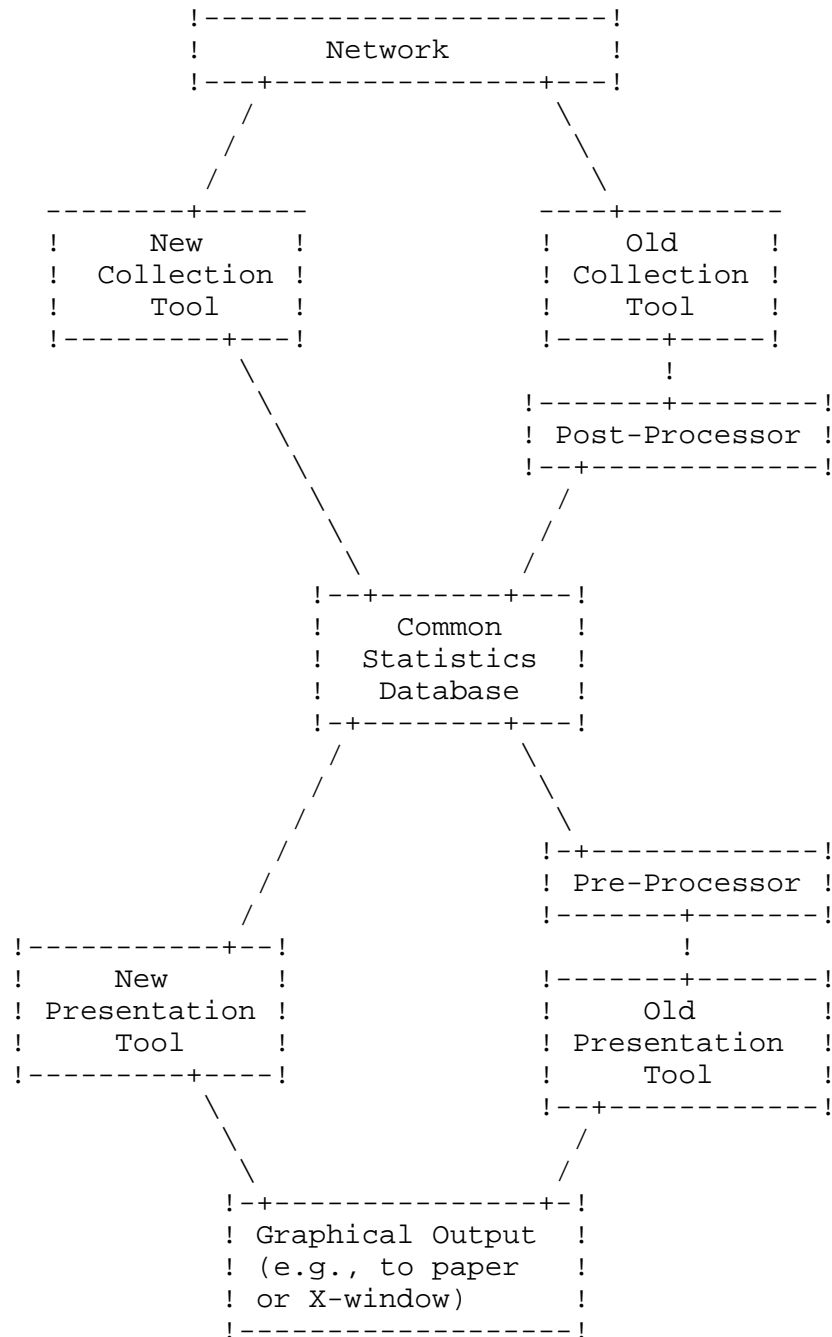 Network
New
Collection
Tool
Old
Collection
Tool
Post-Processor
Common
Statistics
Database
Pre-Processor
New
Presentation
Tool
Old
Presentation
Tool
Graphical Output
(e.g., to paper
or X-window)